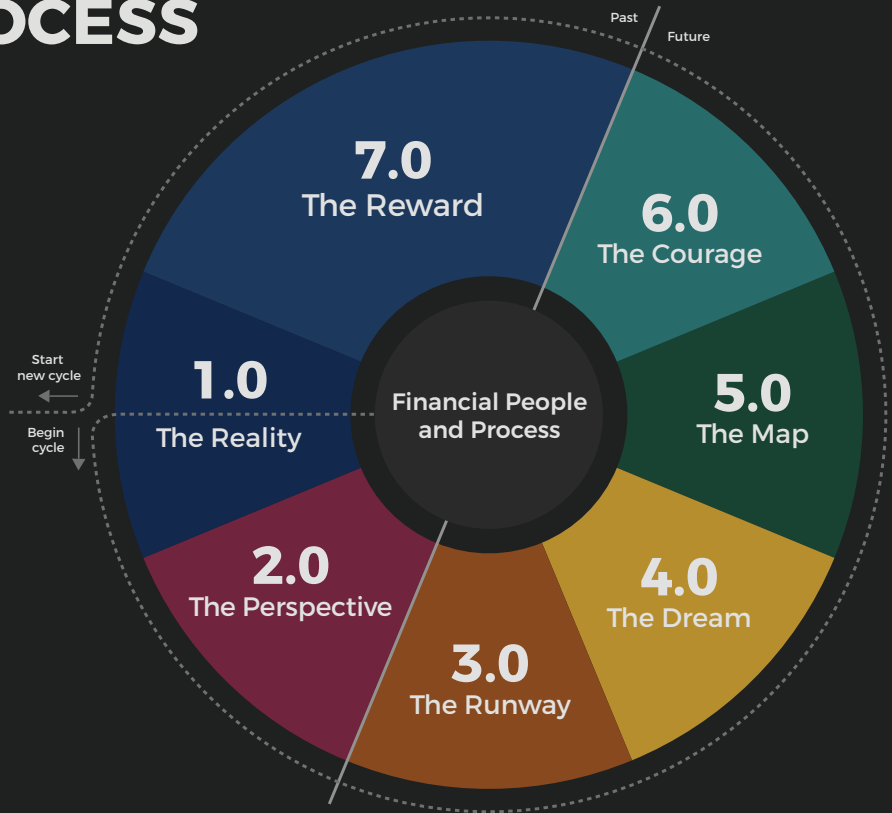 OCESS
Past
Future
7.0
The Reward
6.0
The Courage
Start
new cycle
1.0
The Reality
Financial People
and Process
5.0
The Map
Begin
cycle
2.0
The Perspective
4.0
The Dream
3.0
The Runway